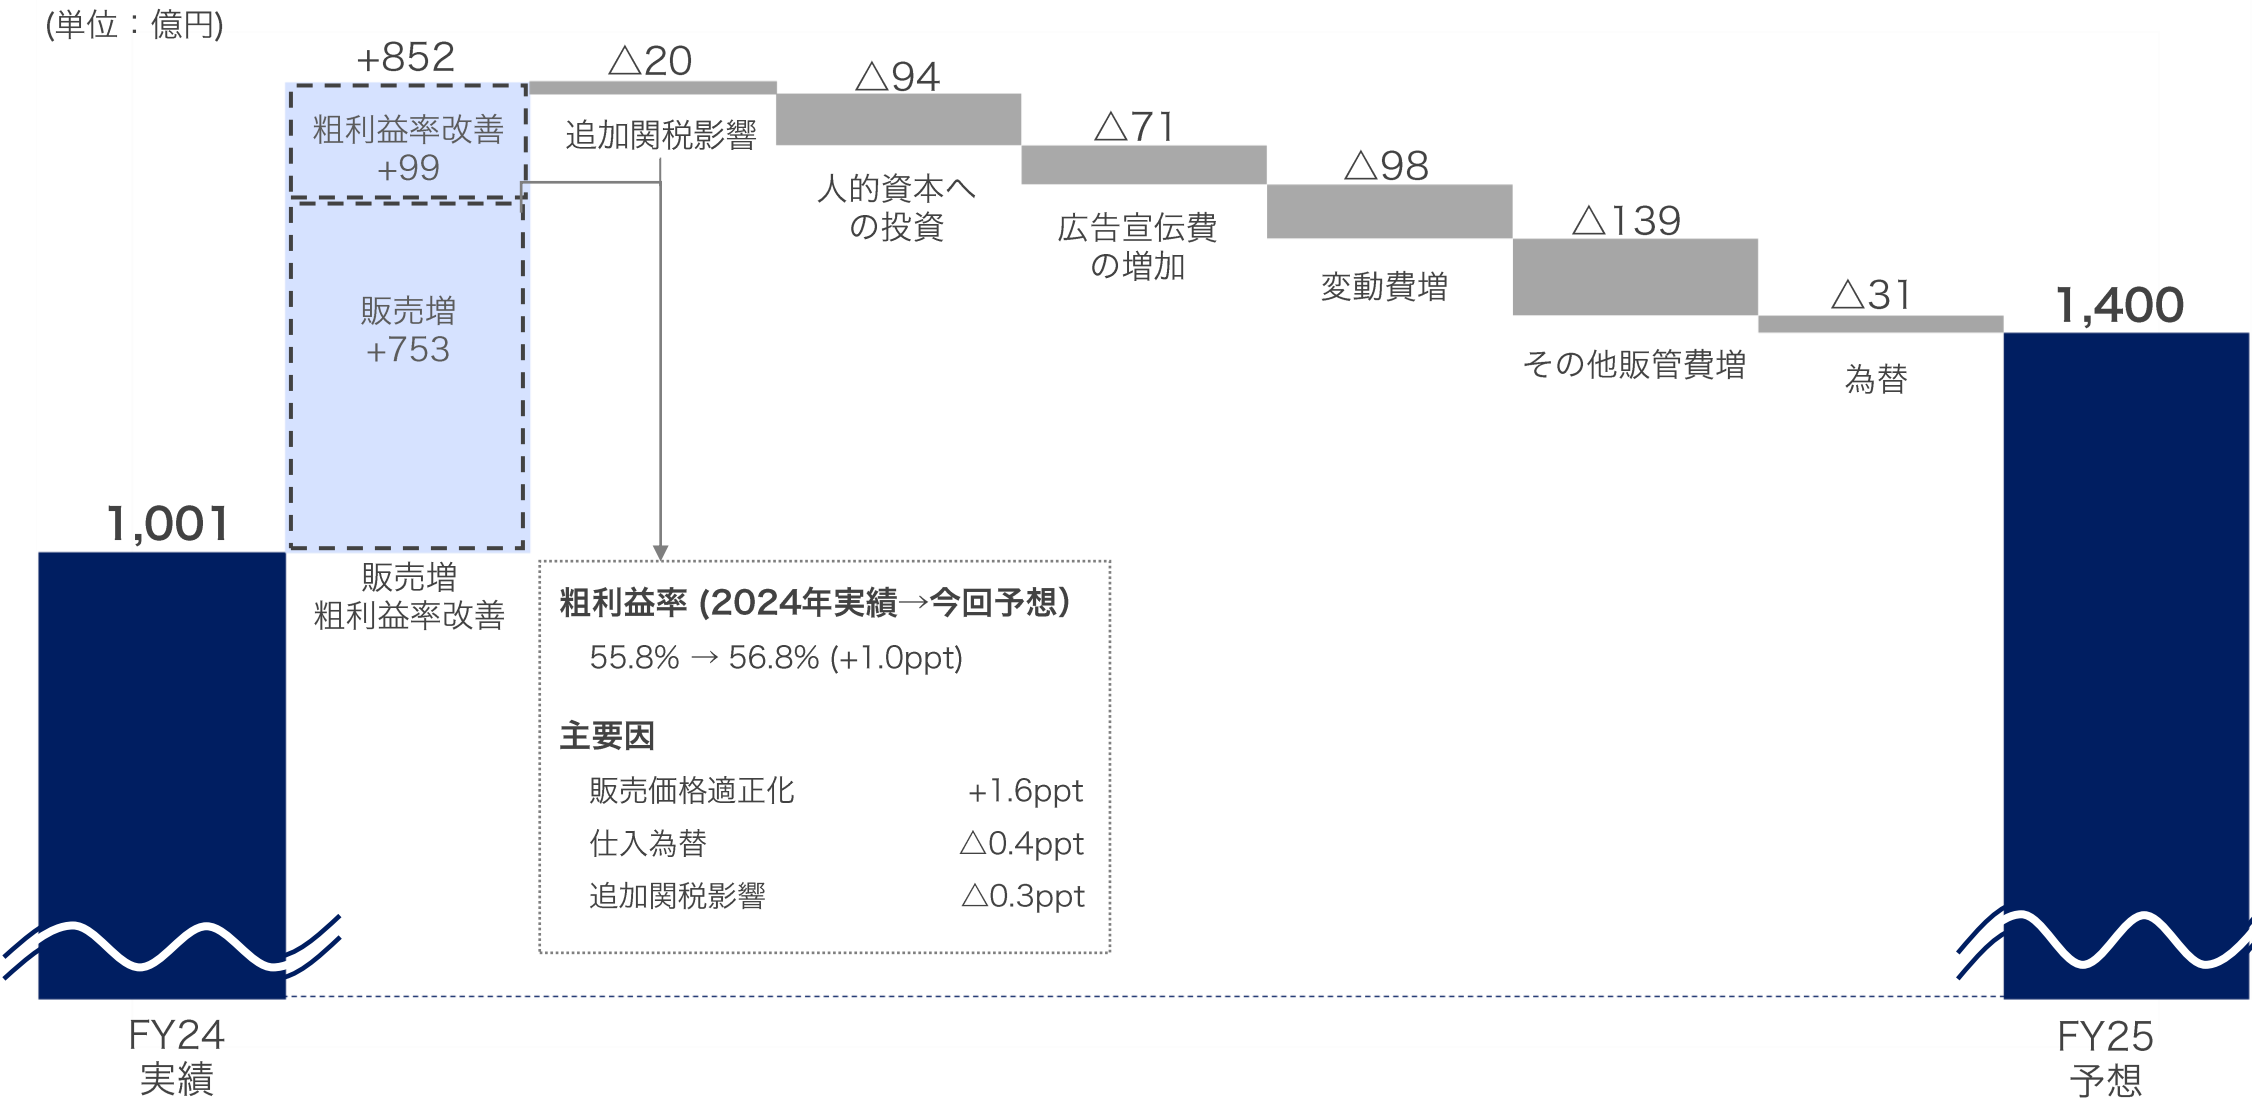 (単位：億円)
+852
粗利益率改善
+99
販売増
+753
販売増
粗利益率改善
△20
追加関税影響
△94
人的資本へ
の投資
△71
広告宣伝費
の増加
△98
変動費増
△139
その他販管費増
△31
為替
1,400
1,001
粗利益率 (2024年実績→今回予想)
55.8% → 56.8% (+1.0ppt)
主要因
販売価格適正化 +1.6ppt
仕入為替 △0.4ppt
追加関税影響 △0.3ppt
FY24
実績
FY25
予想